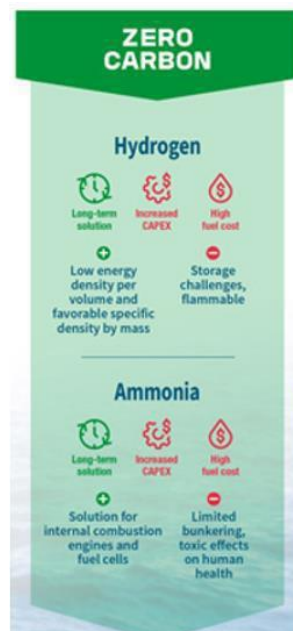 ZERO
CARBON
Hydrogen
Long-term
solution
Increased
CAPEX
High
fuel cost
Low energy
density per
volume and
favorable specific
density by mass
Storage
challenges,
flammable
Ammonia
Long-term
solution
Increased
CAPEX
High
fuel cost
Solution for
internal combustion
engines and
fuel cells
Limited
bunkering,
toxic effects
on human
health